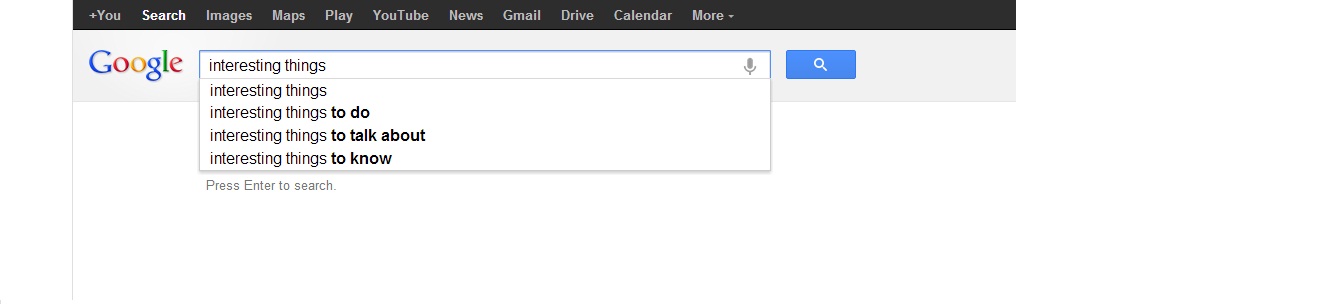 +You Search Images Maps Play YouTube News Gmail Drive Calendar More
Google interesting things
interesting things
interesting things to do
interesting things to talk about
interesting things to know
Press Enter to search.